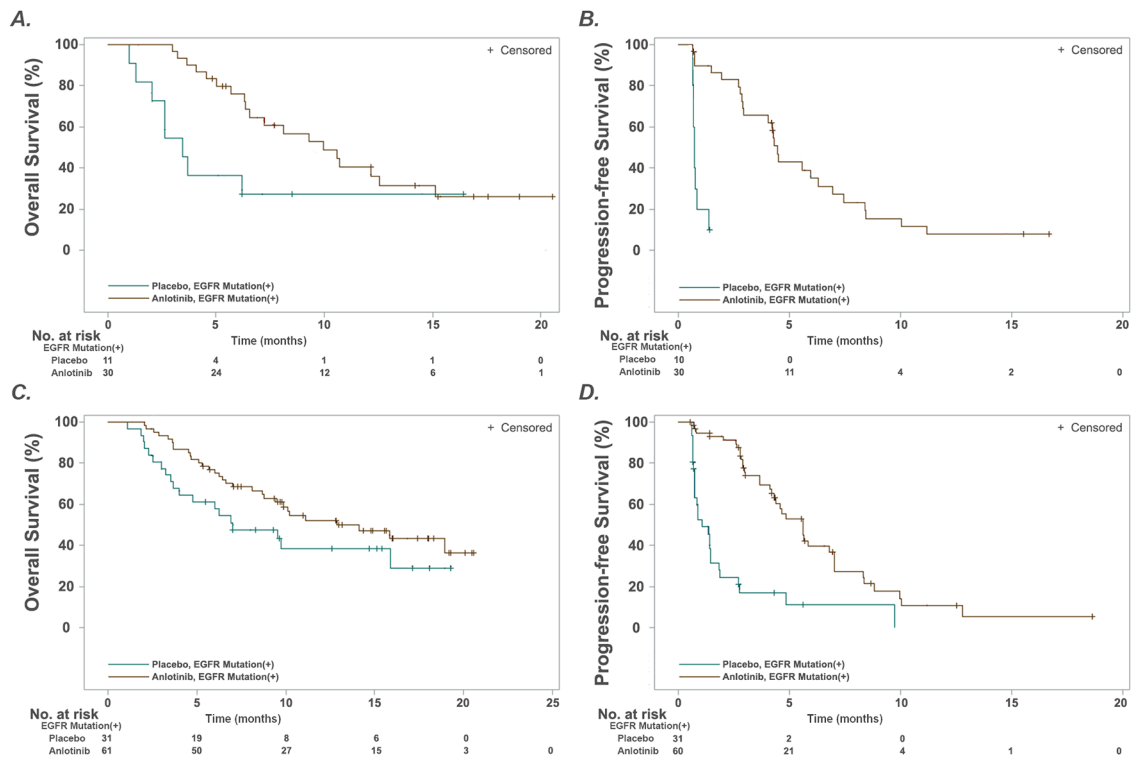 A.
Overall Survival (%)
100
80
60
40
20
0
+ Censored
Placebo, EGFR Mutation(+)
Anlotinib, EGFR Mutation(+)
0 5 10 15 20
Time (months)
No. at risk
EGFR Mutation(+)
Placebo 11 4 1 1 0
Anlotinib 30 24 12 6 1
B.
Progression-free Survival (%)
100
80
60
40
20
0
+ Censored
Placebo, EGFR Mutation(+)
Anlotinib, EGFR Mutation(+)
0 5 10 15 20
Time (months)
No. at risk
EGFR Mutation(+)
Placebo 10 0
Anlotinib 30 11 4 2 0
C.
Overall Survival (%)
100
80
60
40
20
0
+ Censored
Placebo, EGFR Mutation(+)
Anlotinib, EGFR Mutation(+)
0 5 10 15 20 25
Time (months)
No. at risk
EGFR Mutation(+)
Placebo 31 19 8 6 0
Anlotinib 61 50 27 15 3 0
D.
Progression-free Survival (%)
100
80
60
40
20
0
+ Censored
Placebo, EGFR Mutation(+)
Anlotinib, EGFR Mutation(+)
0 5 10 15 20
Time (months)
No. at risk
EGFR Mutation(+)
Placebo 31 2 0
Anlotinib 60 21 4 1 0